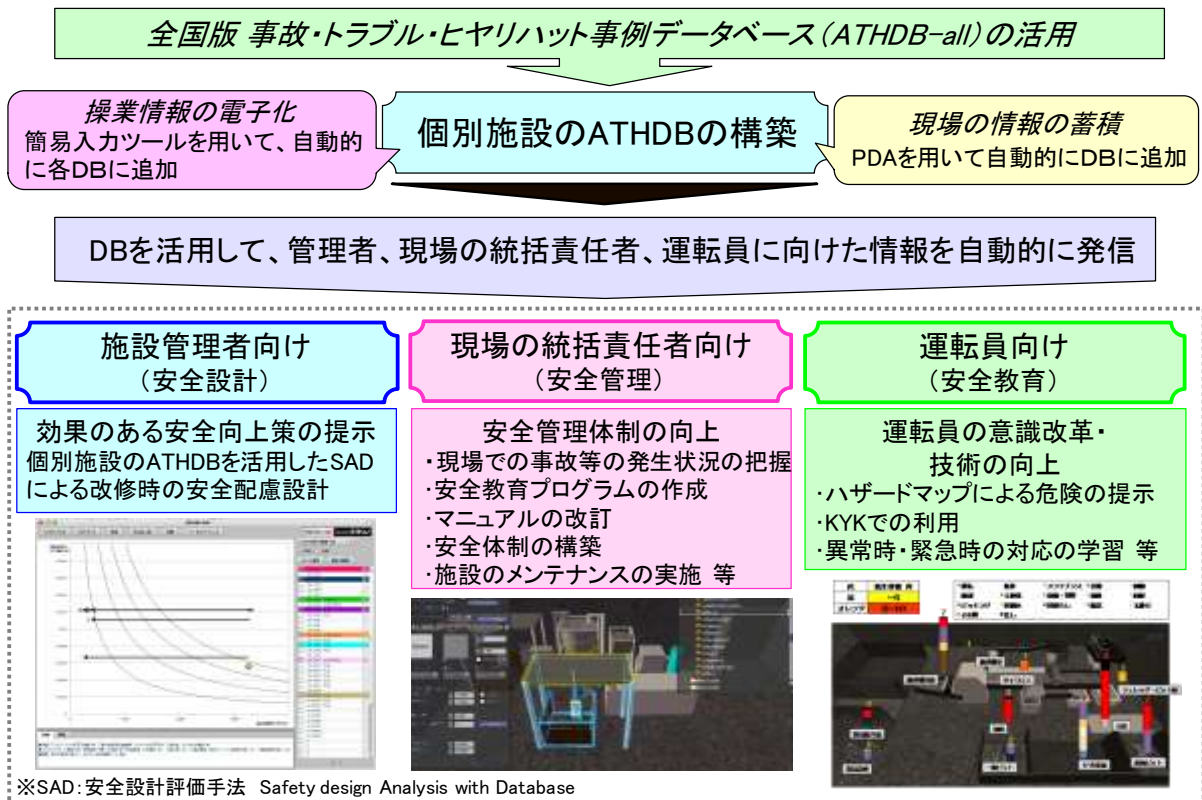 全国版 事故・トラブル・ヒヤリハット事例データベース(ATHDB-all)の活用
操業情報の電子化
簡易入力ツールを用いて、自動的
に各DBに追加
個別施設のATHDBの構築
現場の情報の蓄積
PDAを用いて自動的にDBに追加
DBを活用して、管理者、現場の統括責任者、運転員に向けた情報を自動的に発信
施設管理者向け
(安全設計)
効果のある安全向上策の提示
個別施設のATHDBを活用したSAD
による改修時の安全配慮設計
現場の統括責任者向け
(安全管理)
安全管理体制の向上
・現場での事故等の発生状況の把握
・安全教育プログラムの作成
・マニュアルの改訂
・安全体制の構築
・施設のメンテナンスの実施 等
運転員向け
(安全教育)
運転員の意識改革・
技術の向上
・ハザードマップによる危険の提示
・KYKでの利用
・異常時・緊急時の対応の学習 等
※SAD:安全設計評価手法 Safety design Analysis with Database